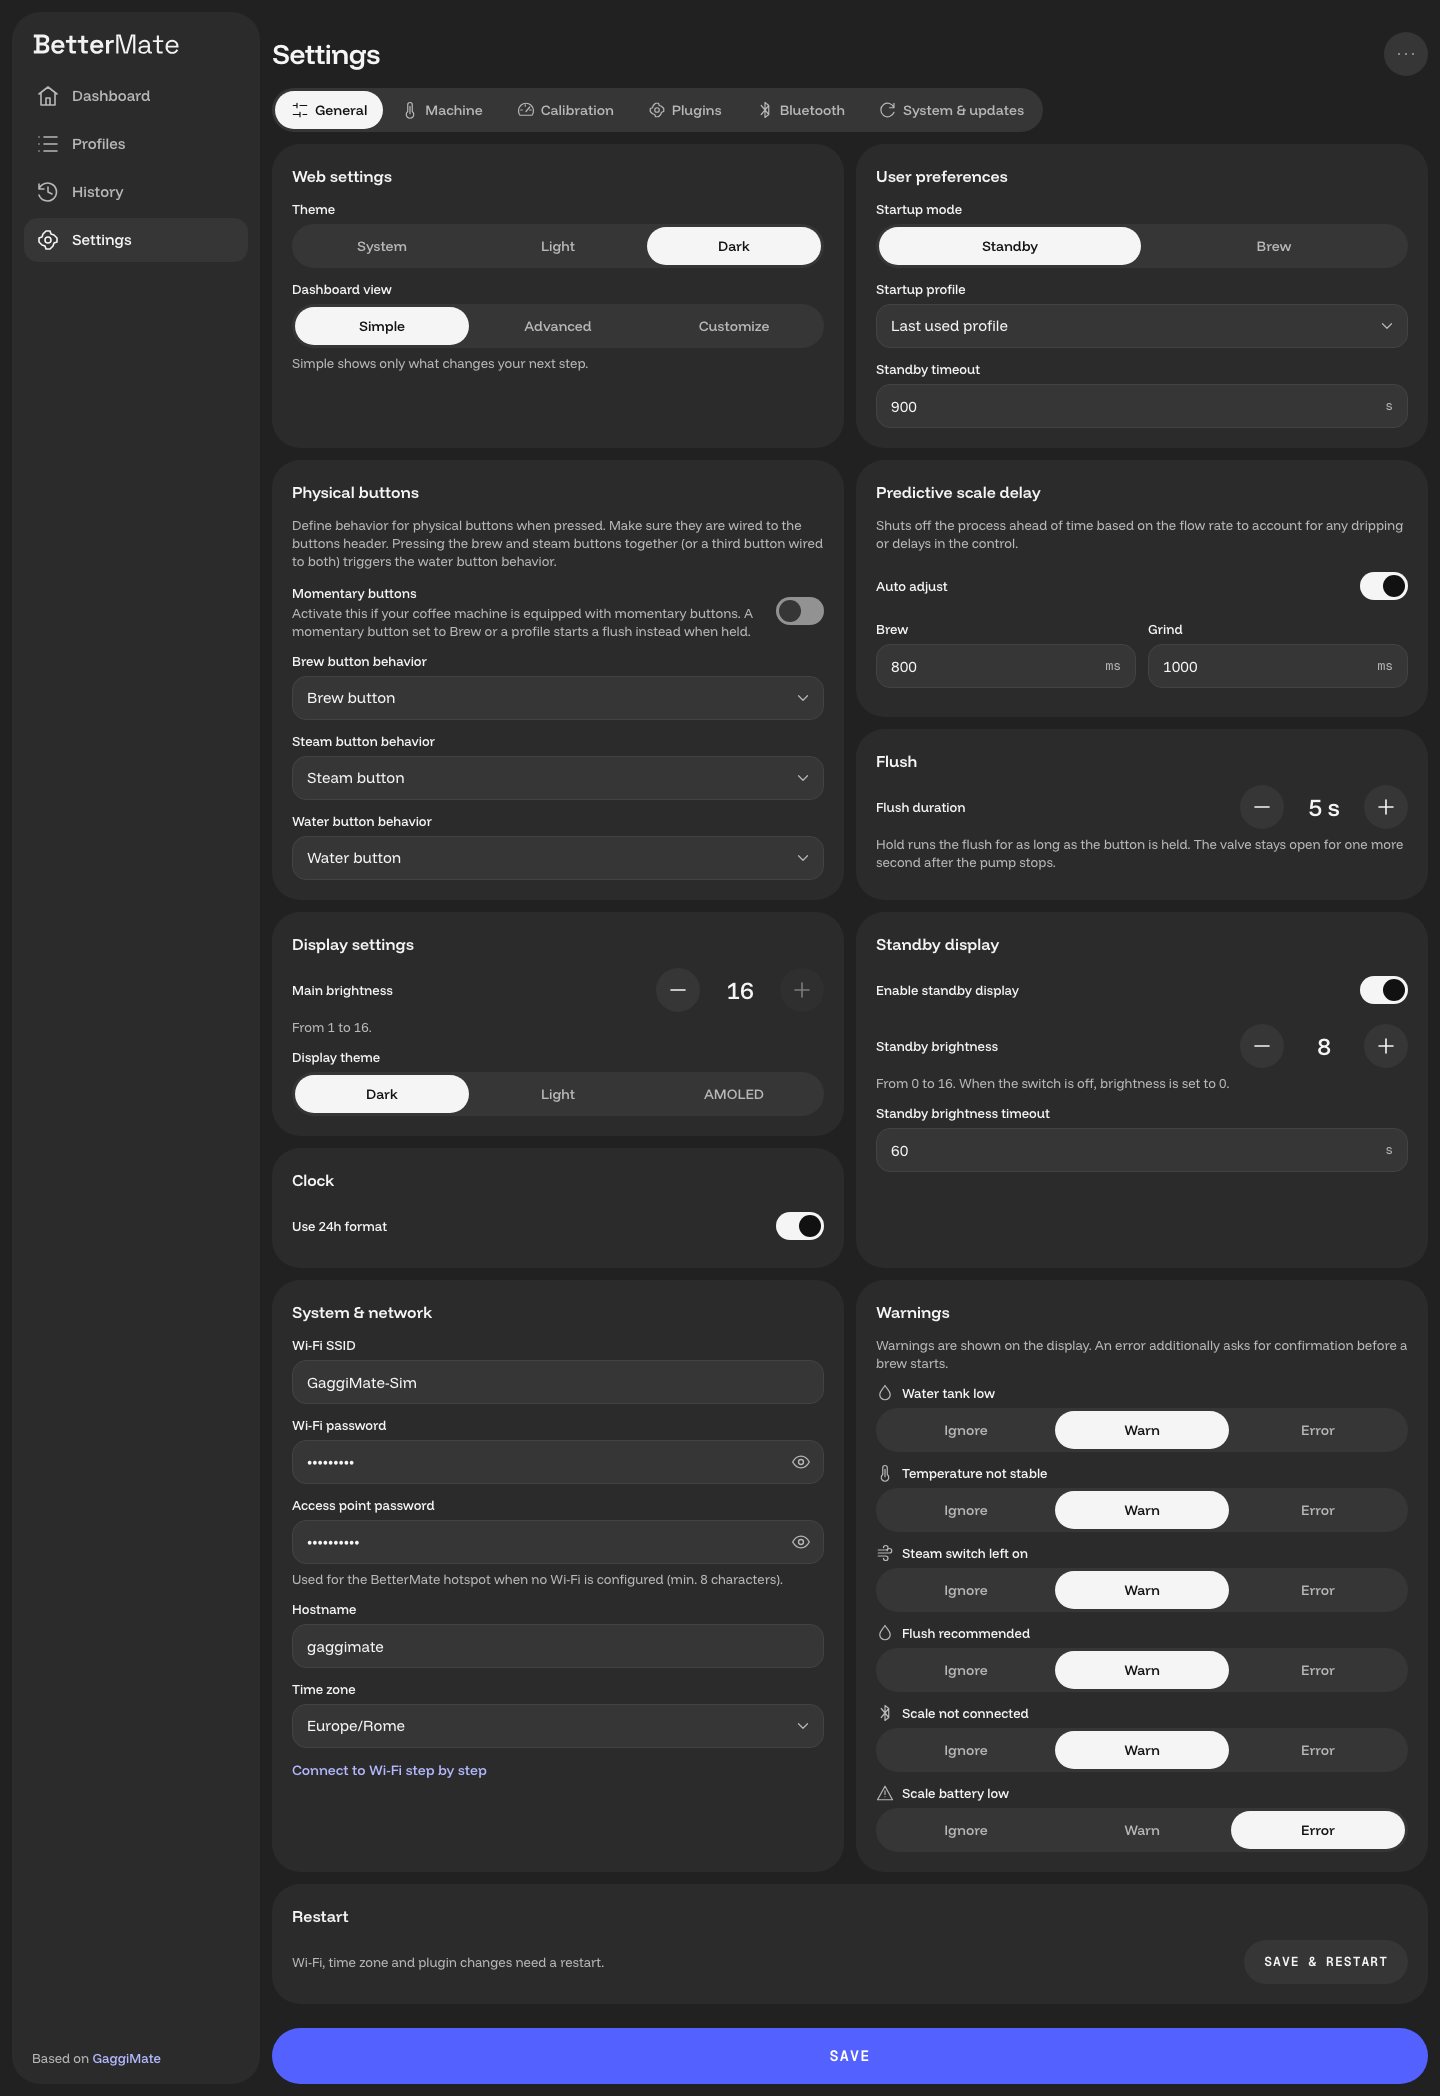 BetterMate
Dashboard
Profiles
History
Settings
Based on GaggiMate
Settings
General
Machine
Calibration
Plugins
Bluetooth
System & updates
Web settings
Theme
System
Light
Dark
Dashboard view
Simple
Advanced
Customize
Simple shows only what changes your next step.
User preferences
Startup mode
Standby
Brew
Startup profile
Last used profile
Standby timeout
900
s
Physical buttons
Define behavior for physical buttons when pressed. Make sure they are wired to the
buttons header. Pressing the brew and steam buttons together (or a third button wired
to both) triggers the water button behavior.
Momentary buttons
Activate this if your coffee machine is equipped with momentary buttons. A
momentary button set to Brew or a profile starts a flush instead when held.
Brew button behavior
Brew button
Steam button behavior
Steam button
Water button behavior
Water button
Predictive scale delay
Shuts off the process ahead of time based on the flow rate to account for any dripping
or delays in the control.
Auto adjust
Brew
800
ms
Grind
1000
ms
Flush
Flush duration
5 s
Hold runs the flush for as long as the button is held. The valve stays open for one more
second after the pump stops.
Display settings
Main brightness
16
From 1 to 16.
Display theme
Dark
Light
AMOLED
Standby display
Enable standby display
Standby brightness
8
From 0 to 16. When the switch is off, brightness is set to 0.
Standby brightness timeout
60
s
Clock
Use 24h format
System & network
Wi-Fi SSID
GaggiMate-Sim
Wi-Fi password
•••••••••
Access point password
••••••••••
Used for the BetterMate hotspot when no Wi-Fi is configured (min. 8 characters).
Hostname
gaggimate
Time zone
Europe/Rome
Connect to Wi-Fi step by step
Warnings
Warnings are shown on the display. An error additionally asks for confirmation before a
brew starts.
Water tank low
Ignore
Warn
Error
Temperature not stable
Ignore
Warn
Error
Steam switch left on
Ignore
Warn
Error
Flush recommended
Ignore
Warn
Error
Scale not connected
Ignore
Warn
Error
Scale battery low
Ignore
Warn
Error
Restart
Wi-Fi, time zone and plugin changes need a restart.
SAVE & RESTART
SAVE